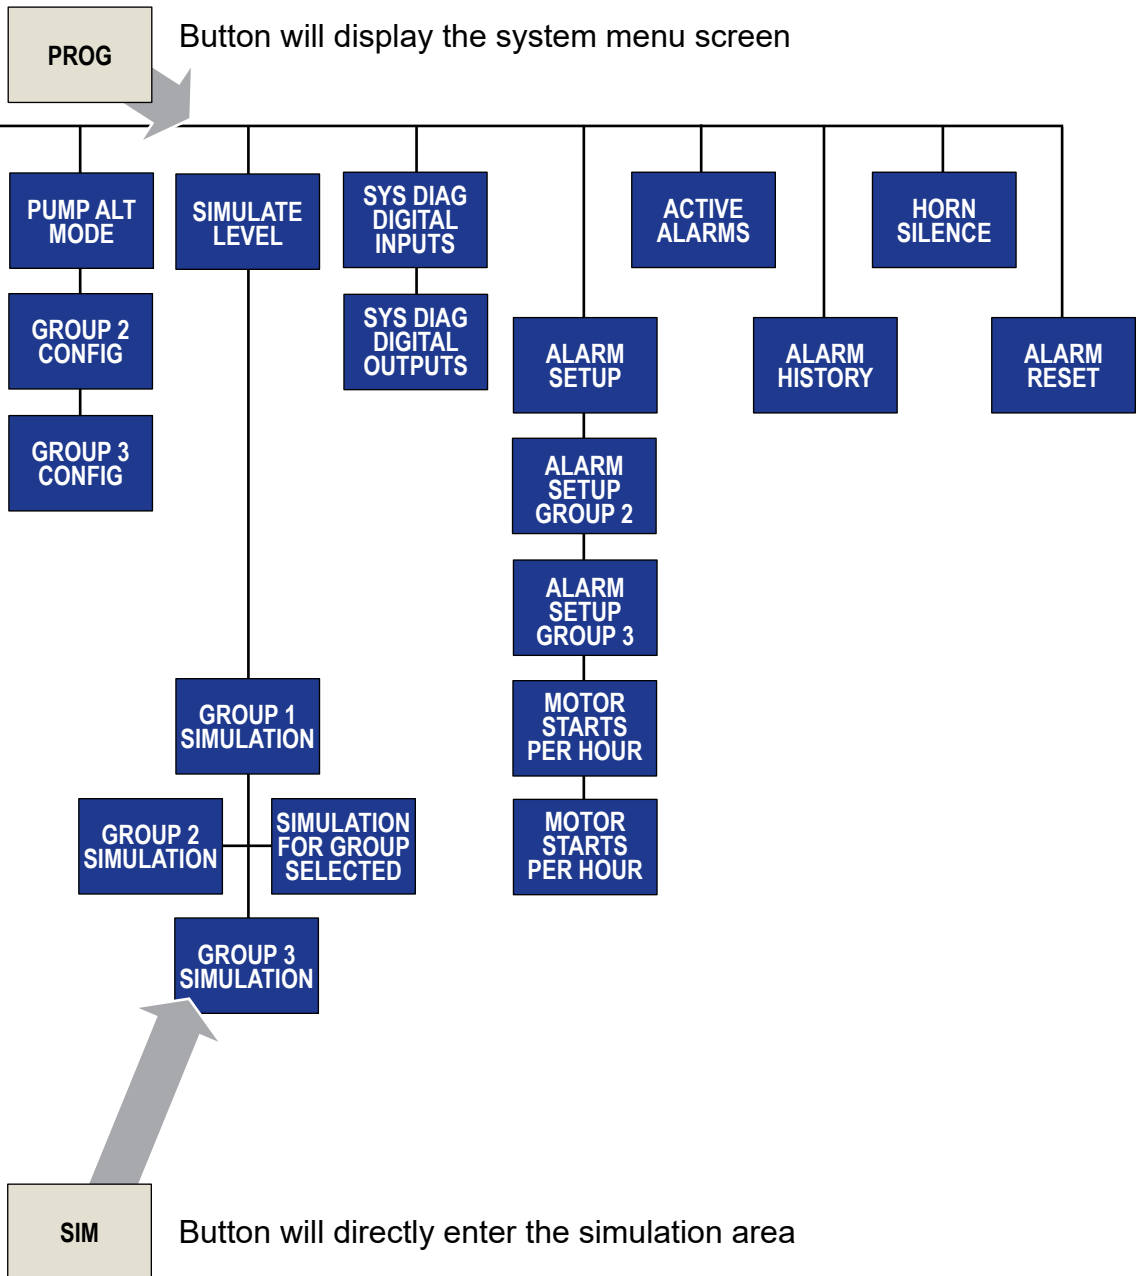 PROG
Button will display the system menu screen
PUMP ALT
MODE
GROUP 2
CONFIG
GROUP 3
CONFIG
SIMULATE
LEVEL
GROUP 1
SIMULATION
GROUP 2
SIMULATION
SIMULATION
FOR GROUP
SELECTED
GROUP 3
SIMULATION
SYS DIAG
DIGITAL
INPUTS
SYS DIAG
DIGITAL
OUTPUTS
ALARM
SETUP
ALARM
SETUP
GROUP 2
ALARM
SETUP
GROUP 3
MOTOR
STARTS
PER HOUR
MOTOR
STARTS
PER HOUR
ACTIVE
ALARMS
ALARM
HISTORY
HORN
SILENCE
ALARM
RESET
SIM
Button will directly enter the simulation area